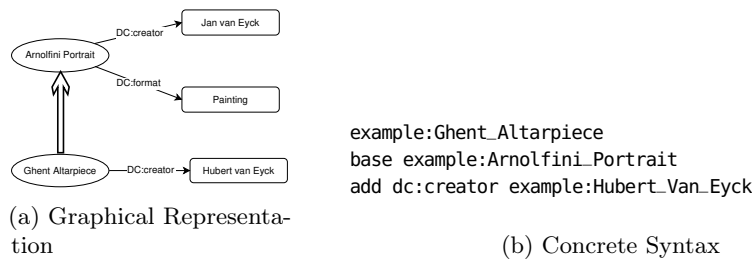 Jan van Eyck
DC:creator
Arnolfini Portrait
DC:format
Painting
Ghent Altarpiece
DC:creator
Hubert van Eyck
(a) Graphical Representa-
tion
example:Ghent_Altarpiece
base example:Arnolfini_Portrait
add dc:creator example:Hubert_Van_Eyck
(b) Concrete Syntax